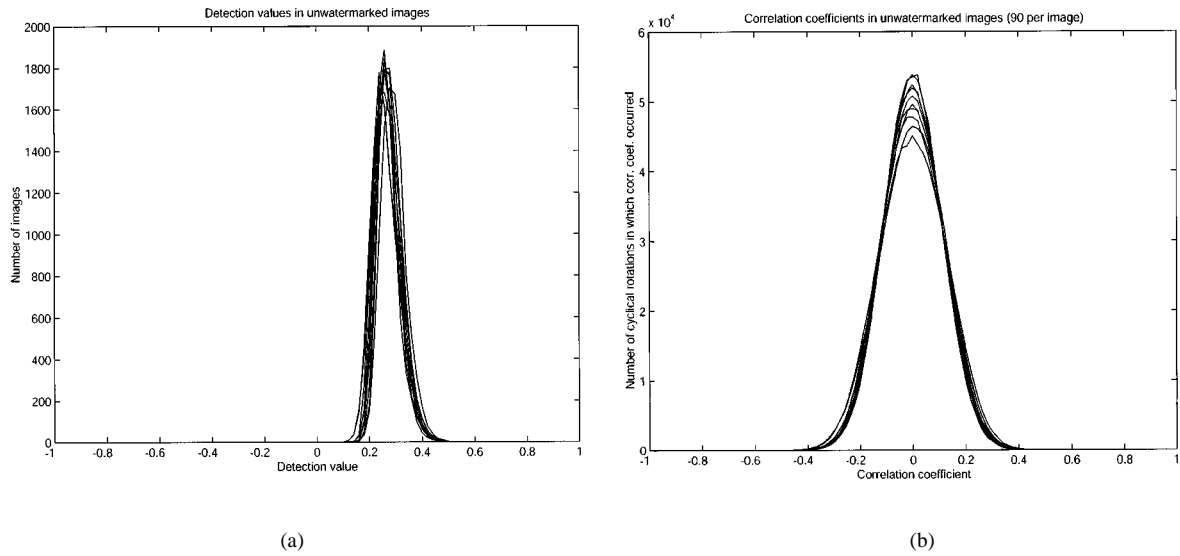 Detection values in unwatermarked images
2000
1800
1600
1400
1200
1000
800
600
400
200
0
Number of images
-1 -0.8 -0.6 -0.4 -0.2 0 0.2 0.4 0.6 0.8 1
Detection value
(a)
x 10^4
Correlation coefficients in unwatermarked images (90 per image)
6
5
4
3
2
1
0
Number of cyclical rotations in which corr. coef. occurred
-1 -0.8 -0.6 -0.4 -0.2 0 0.2 0.4 0.6 0.8 1
Correlation coefficient
(b)